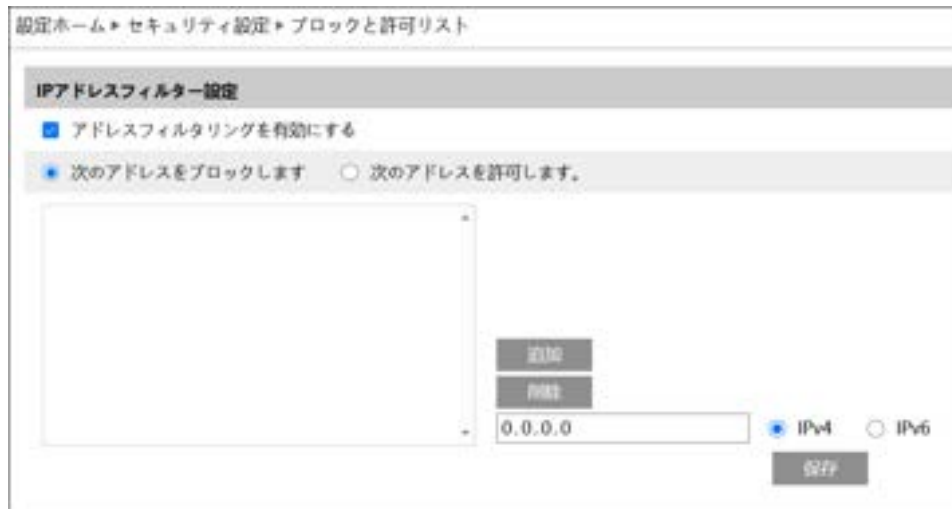 設定ホーム▶セキュリティ設定▶ブロックと許可リスト
IPアドレスフィルター設定
アドレスフィルタリングを有効にする
次のアドレスをブロックします 次のアドレスを許可します。
追加
削除
0.0.0.0 IPv4 IPv6
保存